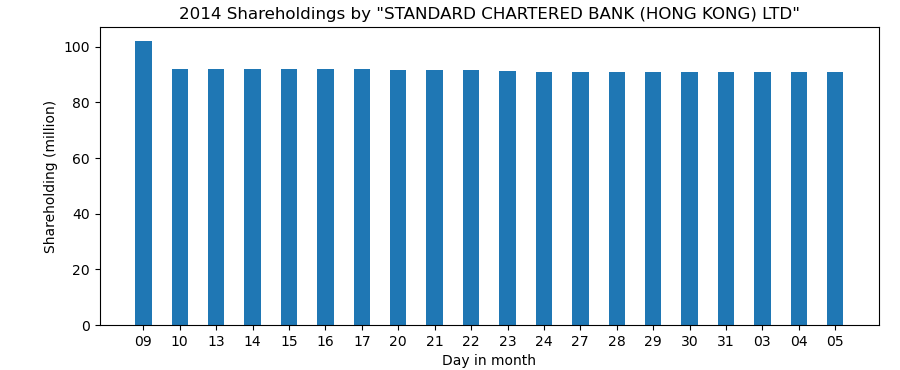 2014 Shareholdings by "STANDARD CHARTERED BANK (HONG KONG) LTD"
Shareholding (million)
100
80
60
40
20
0
09 10 13 14 15 16 17 20 21 22 23 24 27 28 29 30 31 03 04 05
Day in month